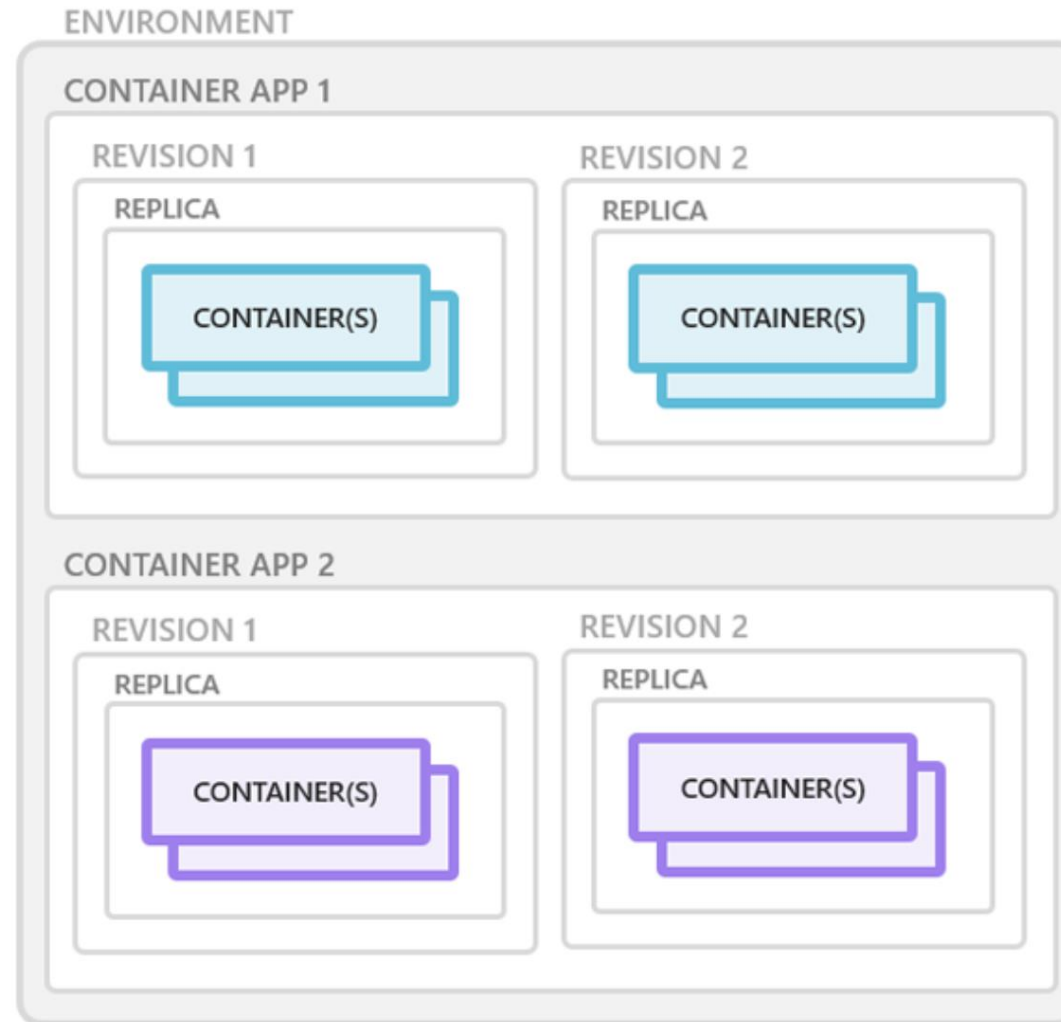 ENVIRONMENT
CONTAINER APP 1
REVISION 1
REPLICA
CONTAINER(S)
REVISION 2
REPLICA
CONTAINER(S)
CONTAINER APP 2
REVISION 1
REPLICA
CONTAINER(S)
REVISION 2
REPLICA
CONTAINER(S)